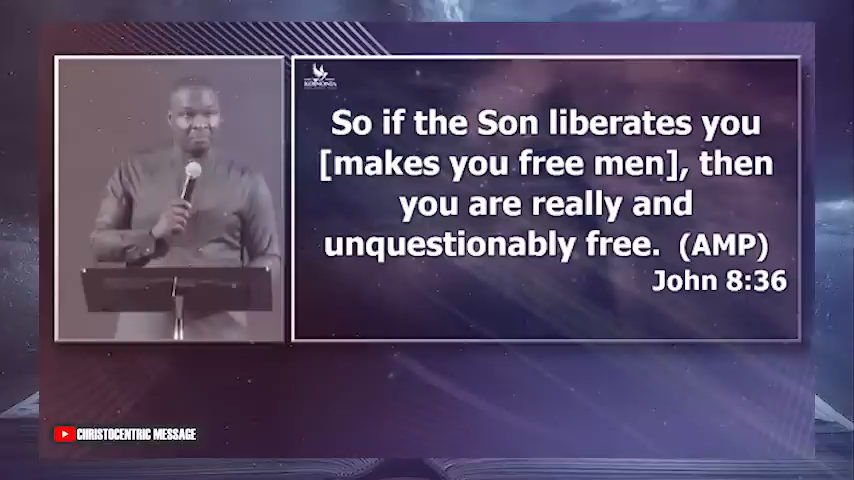 KOINONIA
So if the Son liberates you
[makes you free men], then
you are really and
unquestionably free. (AMP)
John 8:36
CHRISTOCENTRIC MESSAGE